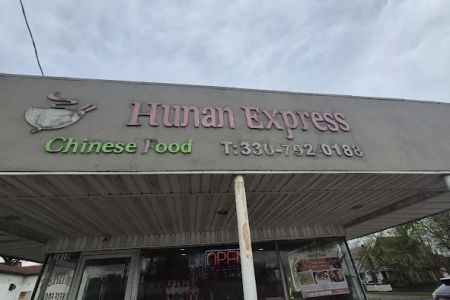 Hunan Express
Chinese Food T:330-792-0188
OPEN